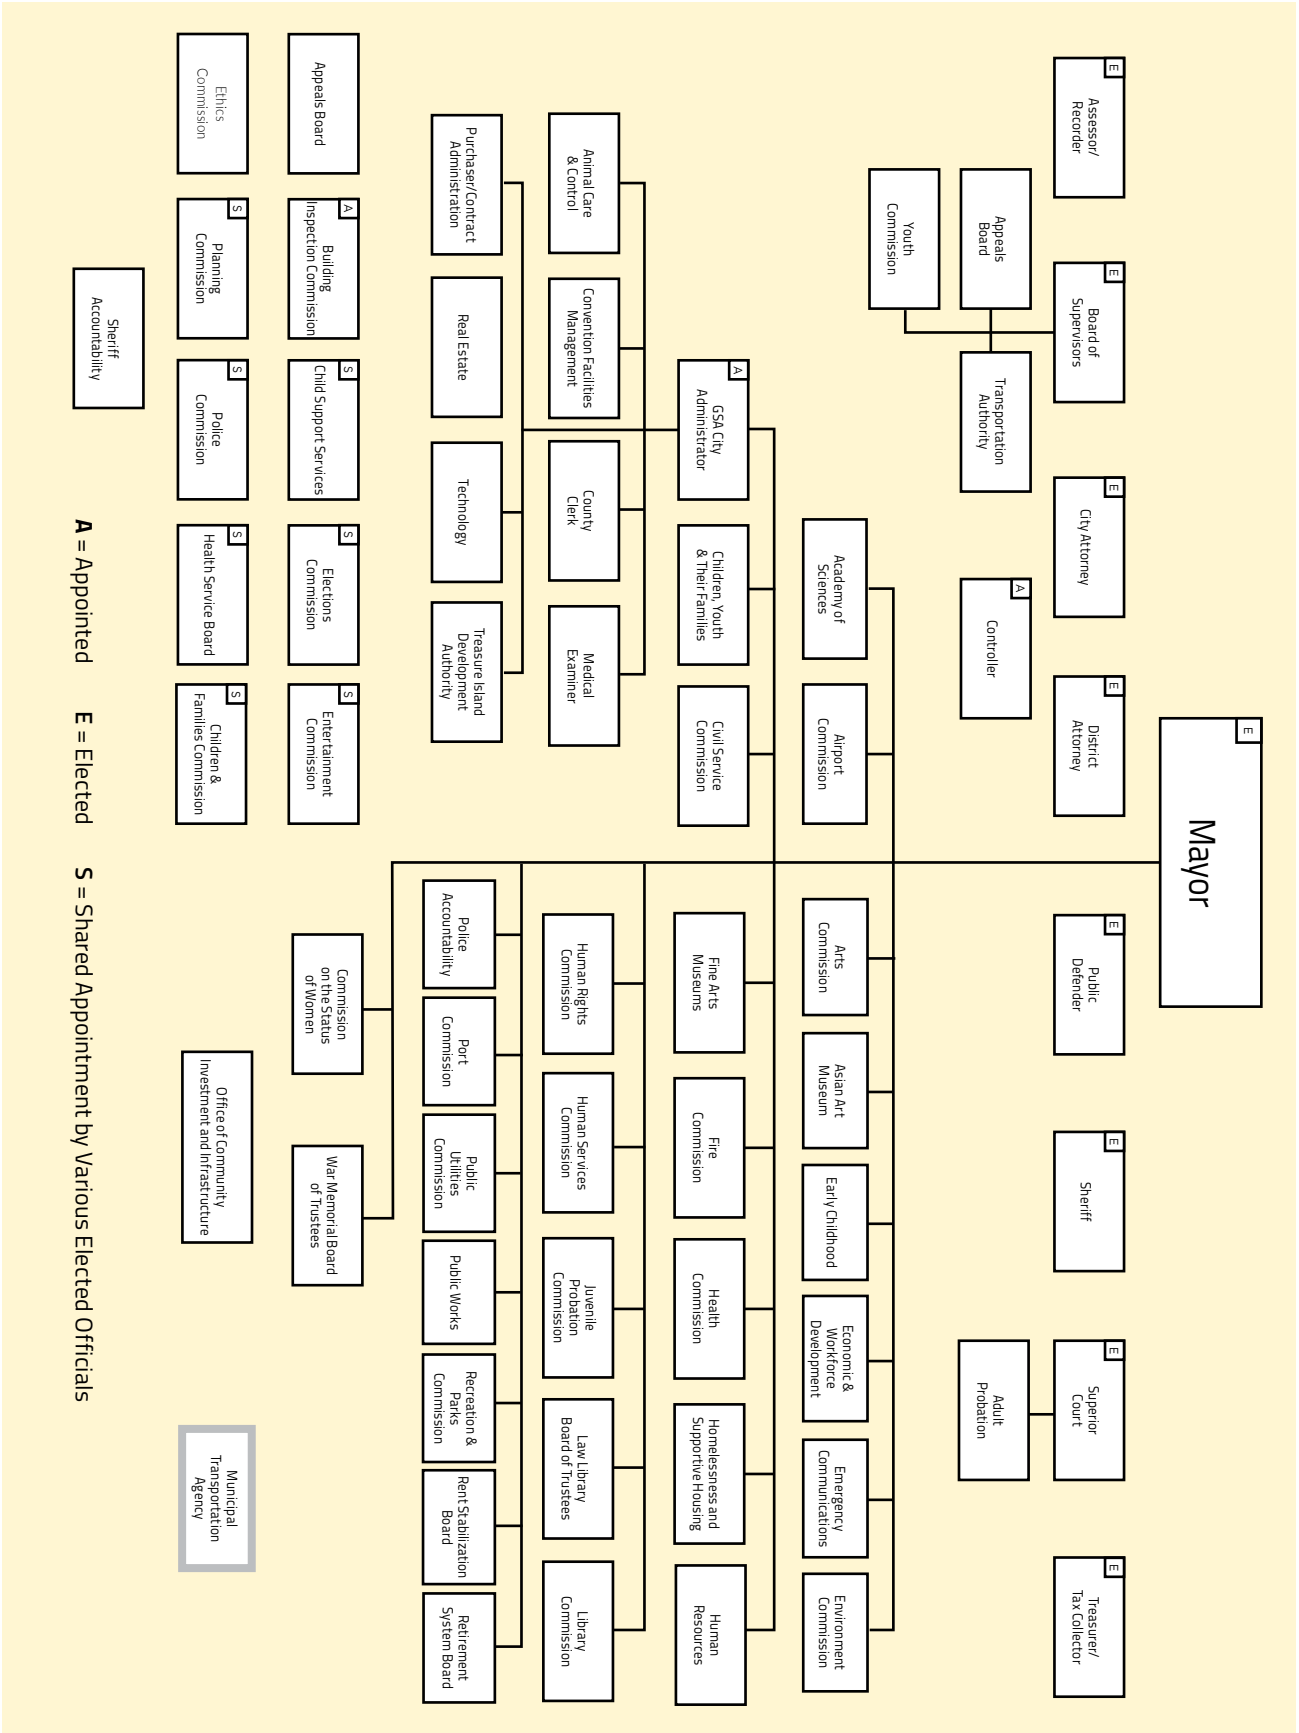 E
Mayor
E
Assessor/
Recorder
E
Board of
Supervisors
E
City Attorney
E
District
Attorney
E
Public
Defender
E
Sheriff
E
Superior
Court
E
Treasurer/
Tax Collector
Appeals
Board
Transportation
Authority
A
Controller
Adult
Probation
Youth
Commission
Academy of
Sciences
Airport
Commission
Arts
Commission
Asian Art
Museum
Early Childhood
Economic &
Workforce
Development
Emergency
Communications
Environment
Commission
A
GSA City
Administrator
Children, Youth
& Their Families
Civil Service
Commission
Fine Arts
Museums
Fire
Commission
Health
Commission
Homelessness and
Supportive Housing
Human
Resources
Animal Care
& Control
Convention Facilities
Management
County
Clerk
Medical
Examiner
Human Rights
Commission
Human Services
Commission
Juvenile
Probation
Commission
Law Library
Board of Trustees
Library
Commission
Purchaser/Contract
Administration
Real Estate
Technology
Treasure Island
Development
Authority
Police
Accountability
Port
Commission
Public
Utilities
Commission
Public Works
Recreation &
Parks
Commission
Rent Stabilization
Board
Retirement
System Board
Appeals Board
A
Building
Inspection Commission
S
Child Support Services
S
Elections
Commission
S
Entertainment
Commission
Commission
on the Status
of Women
War Memorial Board
of Trustees
Ethics
Commission
S
Planning
Commission
S
Police
Commission
S
Health Service Board
S
Children &
Families Commission
Office of Community
Investment and Infrastructure
Municipal
Transportation
Agency
Sheriff
Accountability
A = Appointed E = Elected S = Shared Appointment by Various Elected Officials